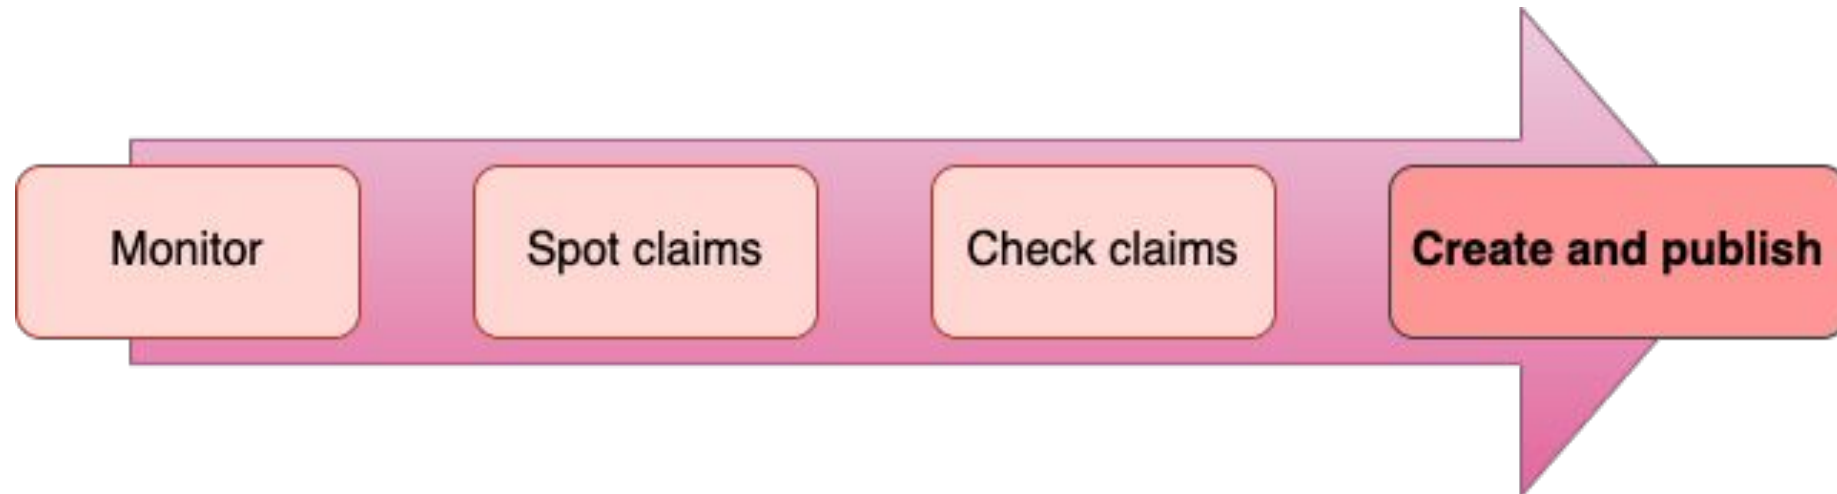 Monitor
Spot claims
Check claims
Create and publish